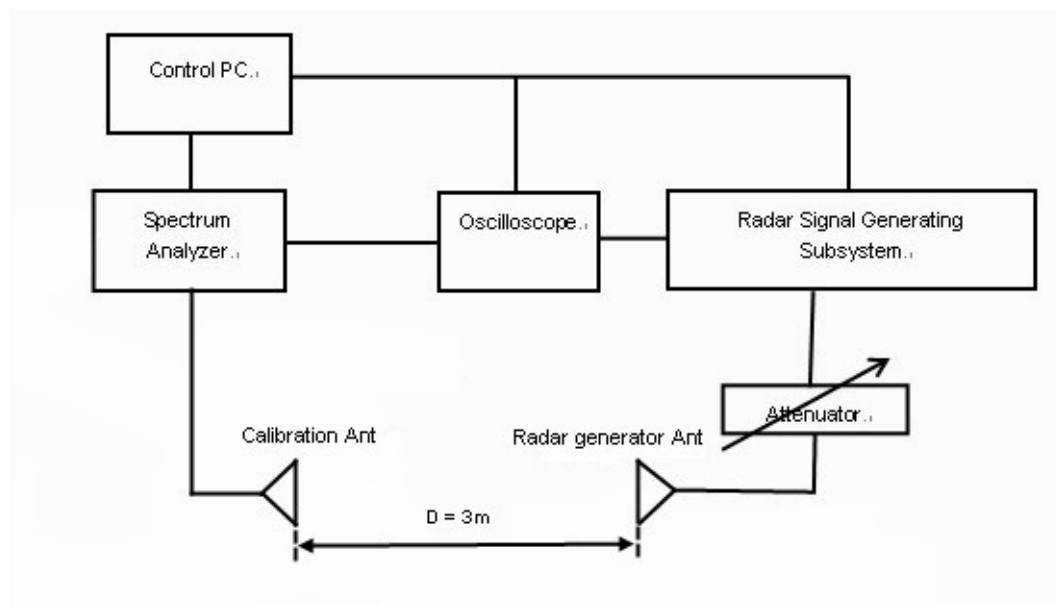 Control PC.
Spectrum
Analyzer.
Oscilloscope.
Radar Signal Generating
Subsystem.
Attenuator.
Calibration Ant
Radar generator Ant
D = 3m